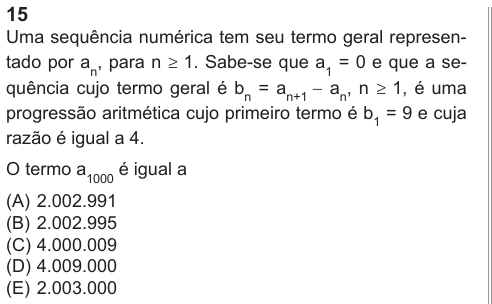 15
Uma sequência numérica tem seu termo geral represen-
tado por aₙ, para n ≥ 1. Sabe-se que a₁ = 0 e que a se-
quência cujo termo geral é bₙ = aₙ₊₁ – aₙ, n ≥ 1, é uma
progressão aritmética cujo primeiro termo é b₁ = 9 e cuja
razão é igual a 4.
O termo a₁₀₀₀ é igual a
(A) 2.002.991
(B) 2.002.995
(C) 4.000.009
(D) 4.009.000
(E) 2.003.000